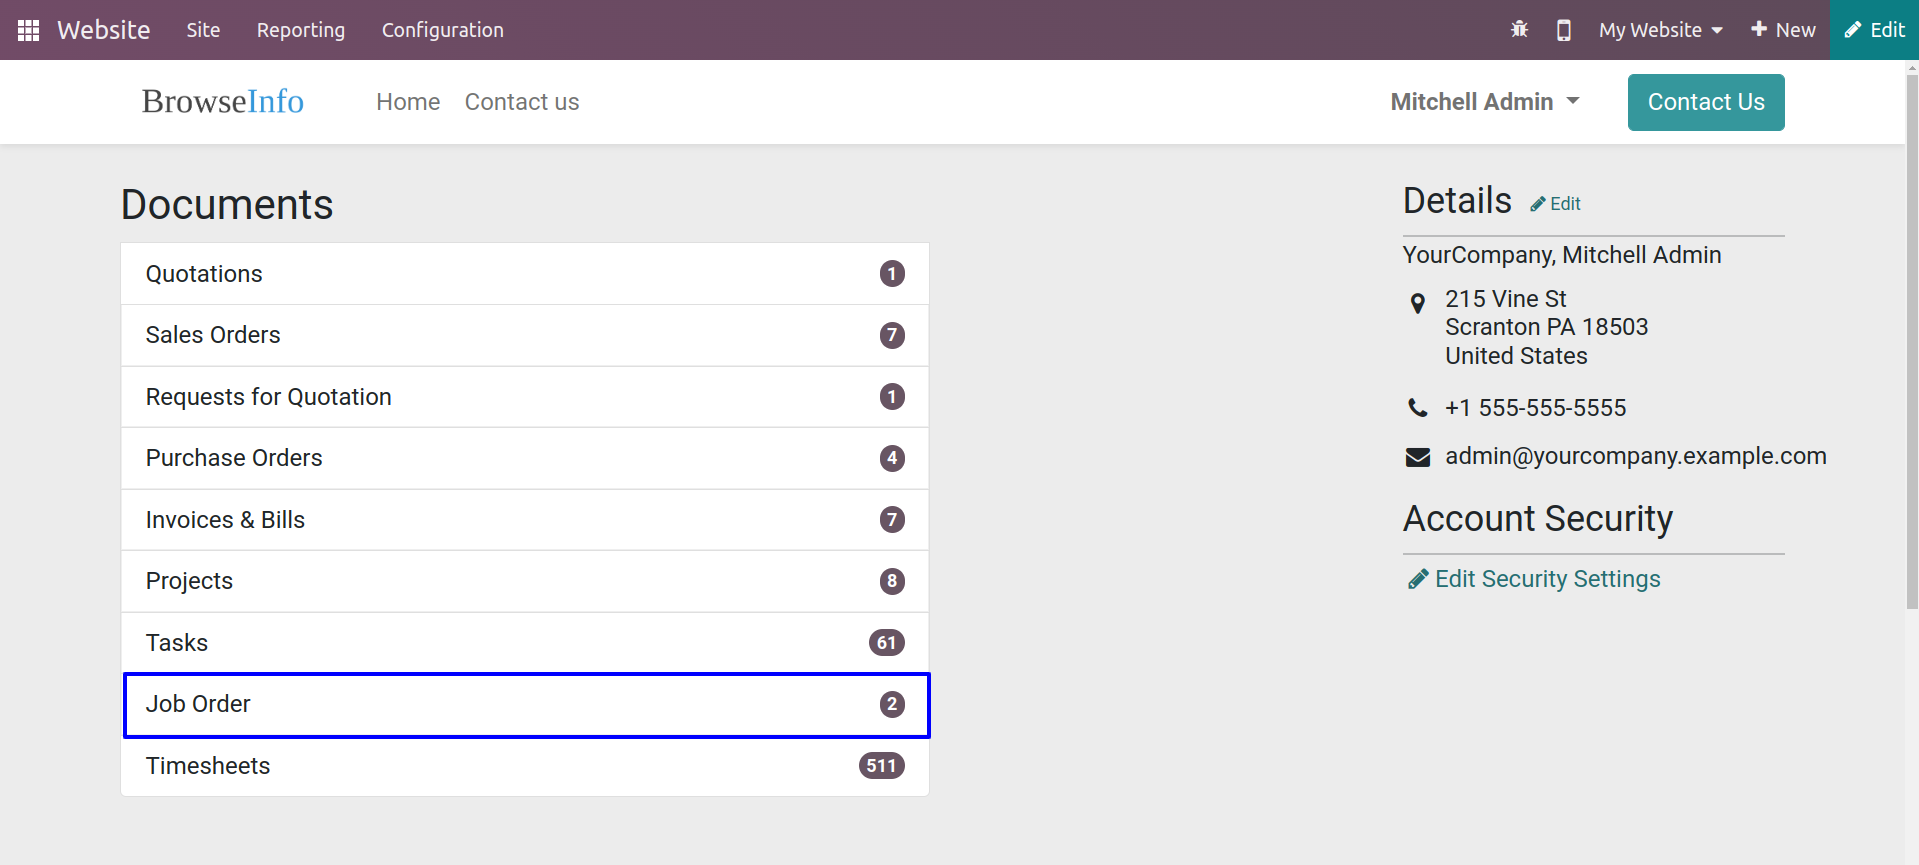 Website Site Reporting Configuration My Website New Edit
BrowseInfo Home Contact us Mitchell Admin Contact Us
Documents
Quotations 1
Sales Orders 7
Requests for Quotation 1
Purchase Orders 4
Invoices & Bills 7
Projects 8
Tasks 61
Job Order 2
Timesheets 511
Details Edit
YourCompany, Mitchell Admin
215 Vine St
Scranton PA 18503
United States
+1 555-555-5555
admin@yourcompany.example.com
Account Security
Edit Security Settings